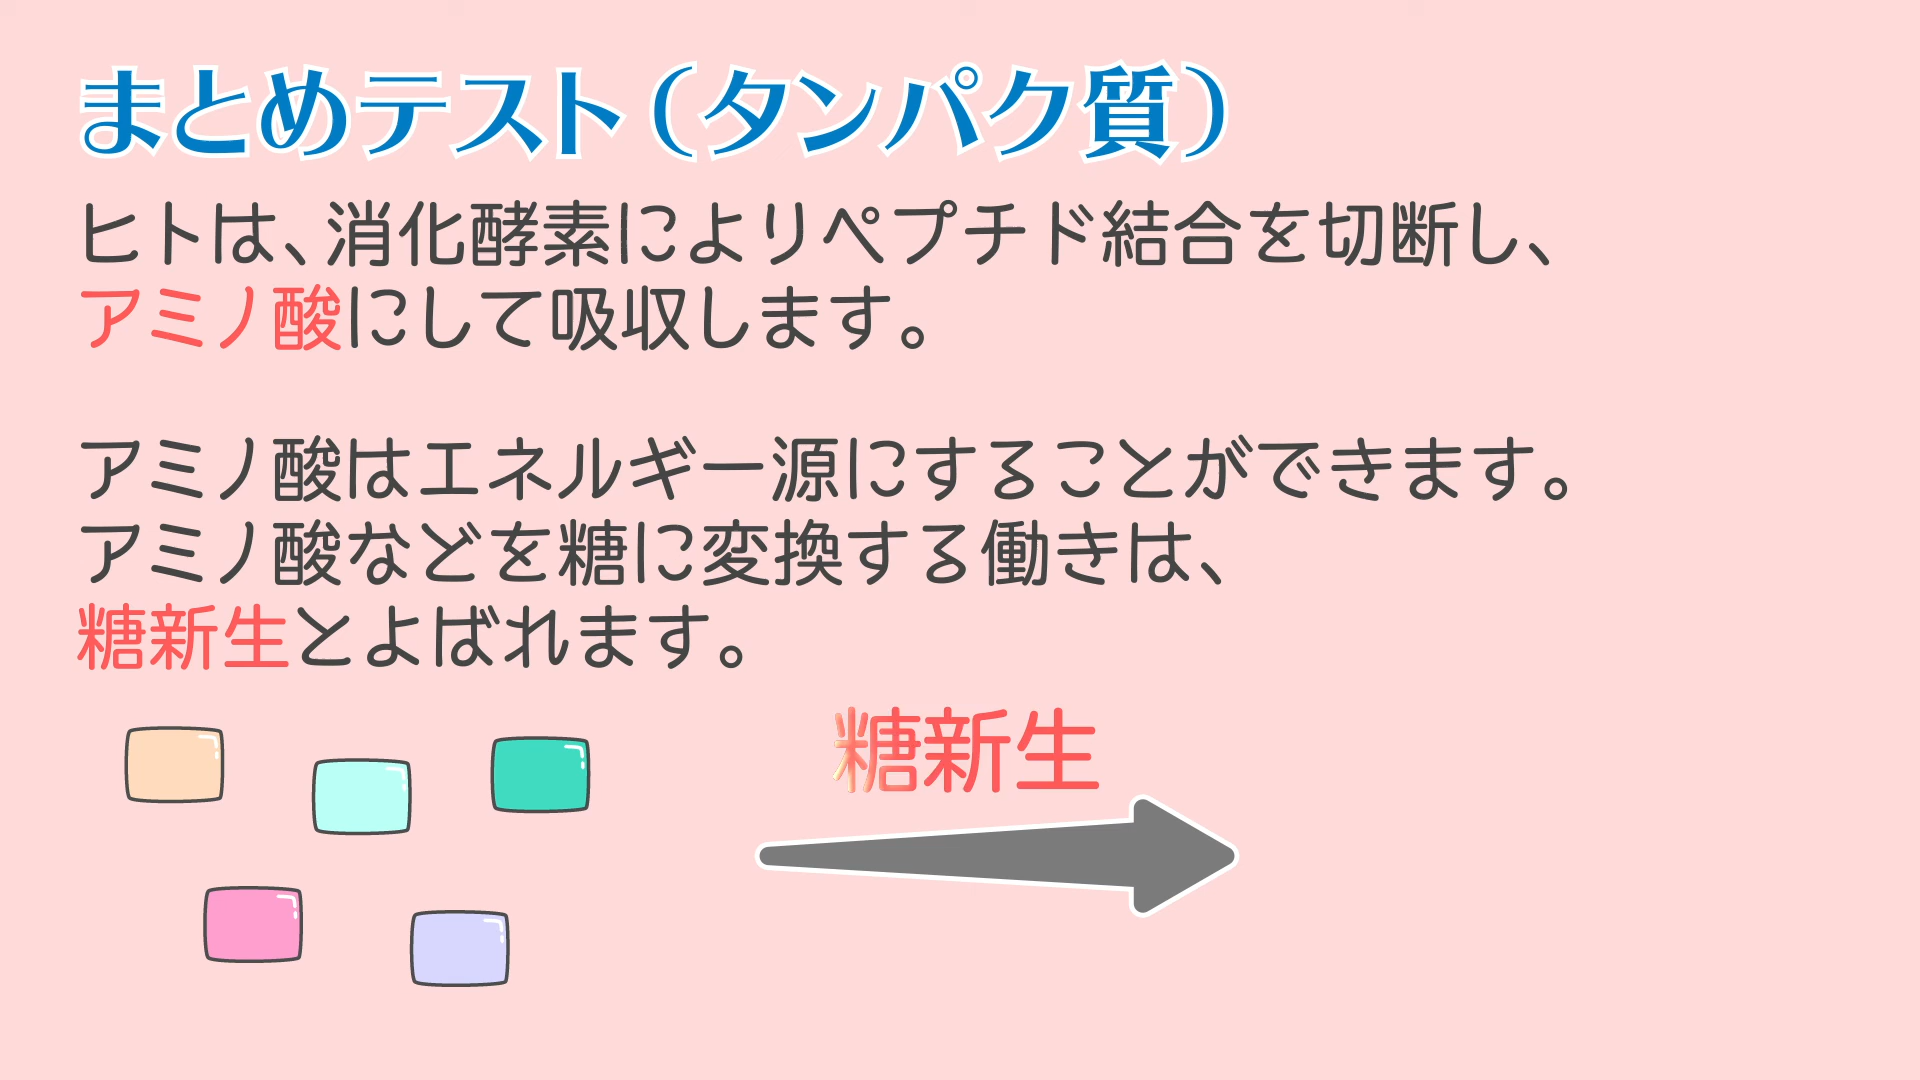 まとめテスト（タンパク質）
ヒトは、消化酵素によりペプチド結合を切断し、
アミノ酸にして吸収します。
アミノ酸はエネルギー源にすることができます。
アミノ酸などを糖に変換する働きは、
糖新生とよばれます。
糖新生